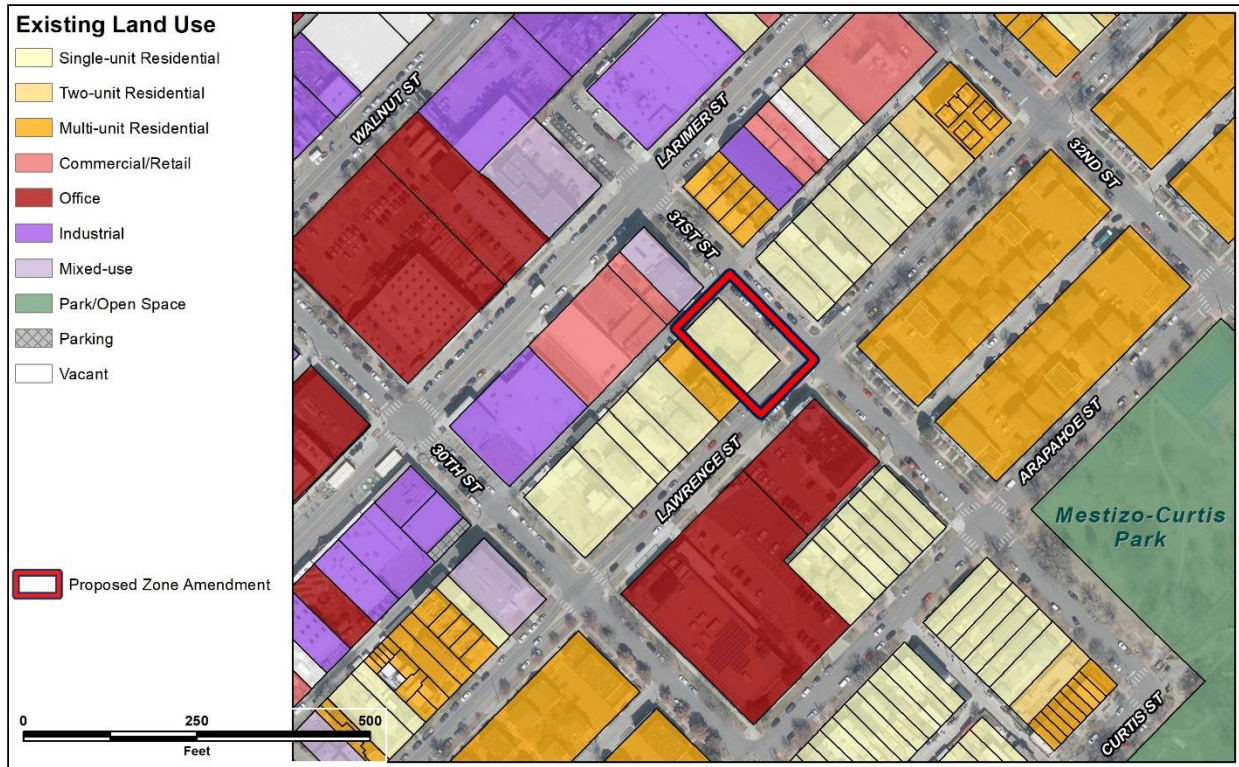 Existing Land Use
Single-unit Residential
Two-unit Residential
Multi-unit Residential
Commercial/Retail
Office
Industrial
Mixed-use
Park/Open Space
Parking
Vacant
Proposed Zone Amendment
0 250 500
Feet
WALNUT ST
LARIMER ST
32ND ST
31ST ST
ARAPAHOE ST
30TH ST
LAWRENCE ST
Mestizo-Curtis
Park
CURTIS ST